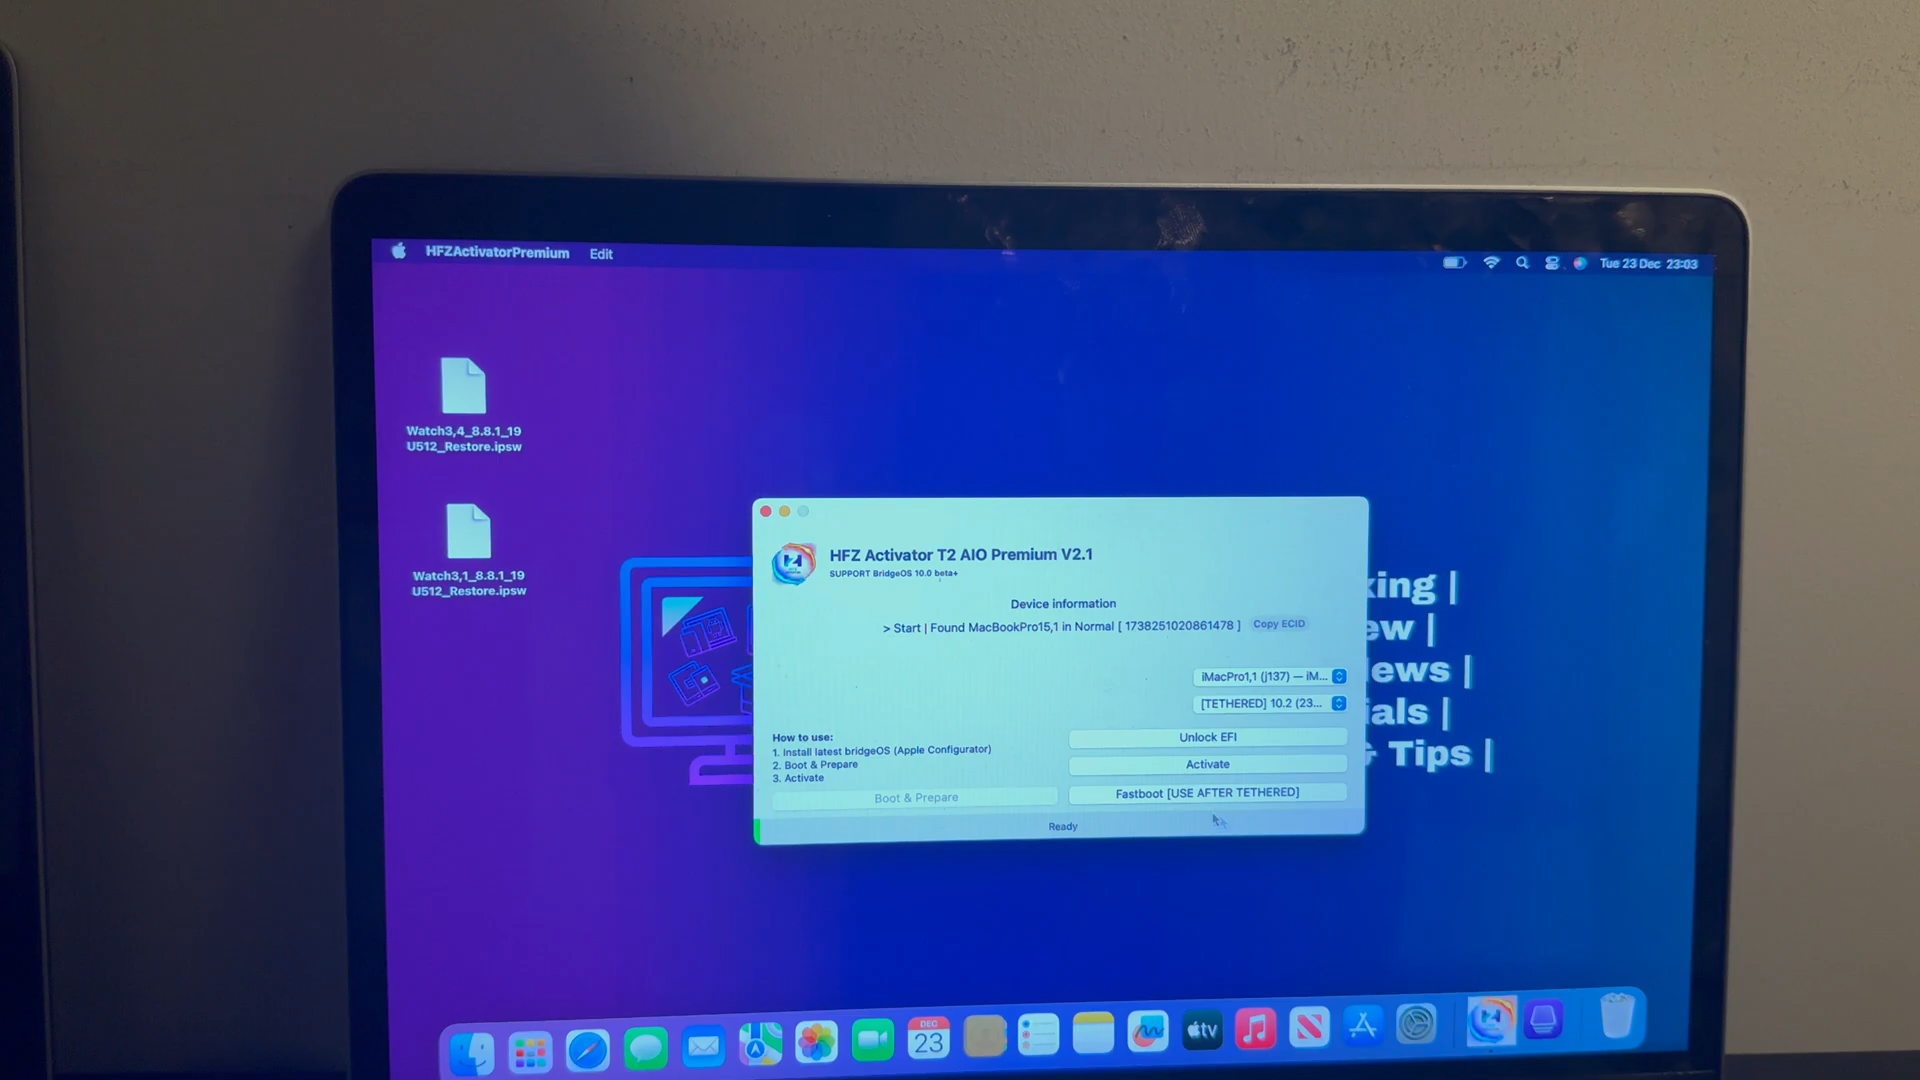 HFZActivatorPremium Edit
Tue 23 Dec 23:03
Watch3,4_8.8.1_19
U512_Restore.ipsw
Watch3,1_8.8.1_19
U512_Restore.ipsw
HFZ Activator T2 AIO Premium V2.1
SUPPORT BridgeOS 10.0 beta+
Device information
> Start | Found MacBookPro15,1 in Normal [ 1738251020861478 ] Copy ECID
iMacPro1,1 (j137) — iM...
[TETHERED] 10.2 (23...
How to use:
1. Install latest bridgeOS (Apple Configurator)
2. Boot & Prepare
3. Activate
Boot & Prepare
Unlock EFI
Activate
Fastboot [USE AFTER TETHERED]
Ready
king |
ew |
ews |
ials |
& Tips |
DEC
23
tv